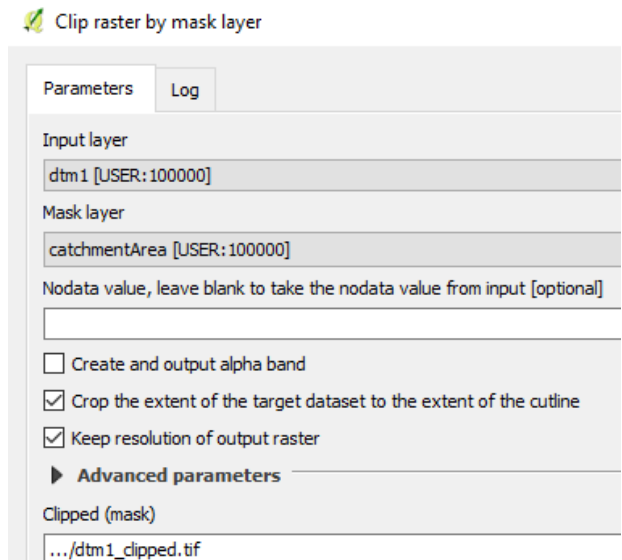 Clip raster by mask layer
Parameters Log
Input layer
dtm1 [USER:100000]
Mask layer
catchmentArea [USER:100000]
Nodata value, leave blank to take the nodata value from input [optional]
Create and output alpha band
Crop the extent of the target dataset to the extent of the cutline
Keep resolution of output raster
Advanced parameters
Clipped (mask)
.../dtm1_clipped.tif